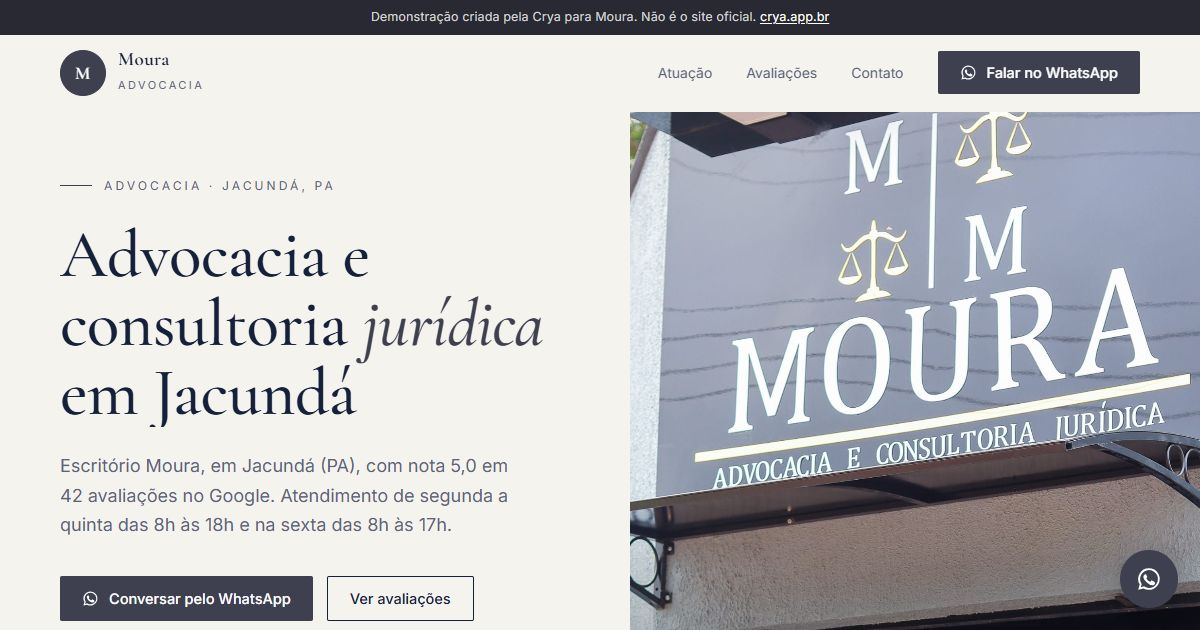 Demonstração criada pela Crya para Moura. Não é o site oficial. crya.app.br
M
Moura
ADVOCACIA
Atuação
Avaliações
Contato
Falar no WhatsApp
ADVOCACIA · JACUNDÁ, PA
Advocacia e
consultoria jurídica
em Jacundá
Escritório Moura, em Jacundá (PA), com nota 5,0 em
42 avaliações no Google. Atendimento de segunda a
quinta das 8h às 18h e na sexta das 8h às 17h.
Conversar pelo WhatsApp
Ver avaliações
M
M
MOURA
ADVOCACIA E CONSULTORIA JURÍDICA